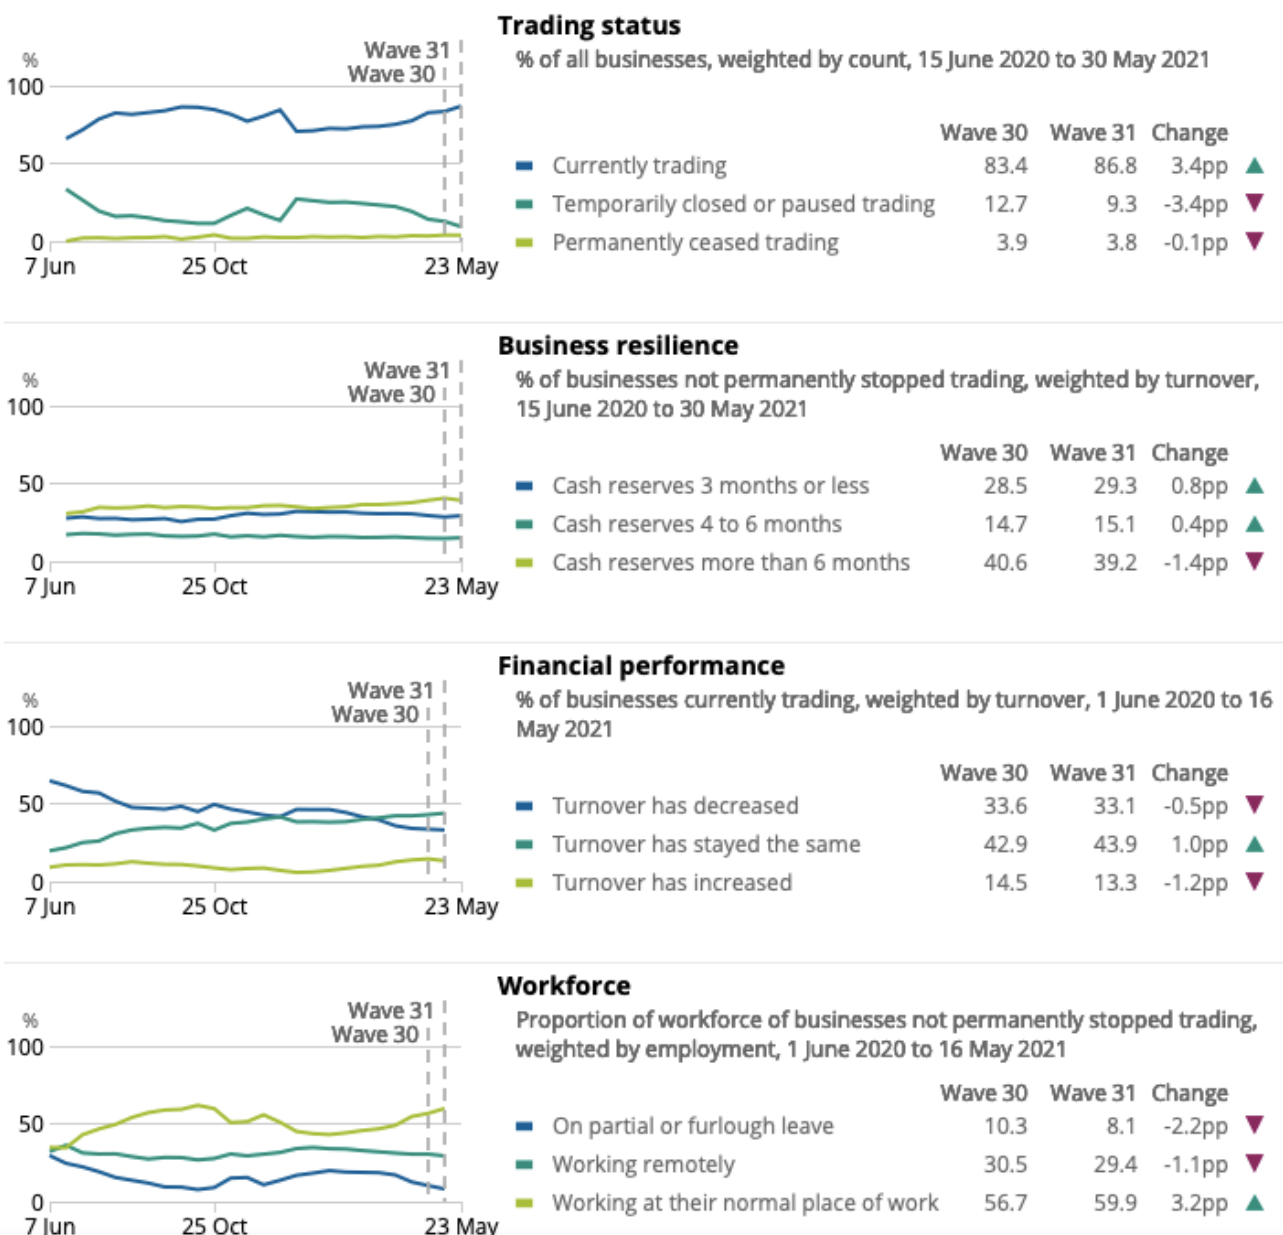 Trading status
% of all businesses, weighted by count, 15 June 2020 to 30 May 2021
Wave 31
Wave 30
%
100
50
0
7 Jun 25 Oct 23 May
Wave 30 Wave 31 Change
Currently trading 83.4 86.8 3.4pp ▲
Temporarily closed or paused trading 12.7 9.3 -3.4pp ▼
Permanently ceased trading 3.9 3.8 -0.1pp ▼
Business resilience
% of businesses not permanently stopped trading, weighted by turnover,
15 June 2020 to 30 May 2021
Wave 31
Wave 30
%
100
50
0
7 Jun 25 Oct 23 May
Wave 30 Wave 31 Change
Cash reserves 3 months or less 28.5 29.3 0.8pp ▲
Cash reserves 4 to 6 months 14.7 15.1 0.4pp ▲
Cash reserves more than 6 months 40.6 39.2 -1.4pp ▼
Financial performance
% of businesses currently trading, weighted by turnover, 1 June 2020 to 16
May 2021
Wave 31
Wave 30
%
100
50
0
7 Jun 25 Oct 23 May
Wave 30 Wave 31 Change
Turnover has decreased 33.6 33.1 -0.5pp ▼
Turnover has stayed the same 42.9 43.9 1.0pp ▲
Turnover has increased 14.5 13.3 -1.2pp ▼
Workforce
Proportion of workforce of businesses not permanently stopped trading,
weighted by employment, 1 June 2020 to 16 May 2021
Wave 31
Wave 30
%
100
50
0
7 Jun 25 Oct 23 May
Wave 30 Wave 31 Change
On partial or furlough leave 10.3 8.1 -2.2pp ▼
Working remotely 30.5 29.4 -1.1pp ▼
Working at their normal place of work 56.7 59.9 3.2pp ▲